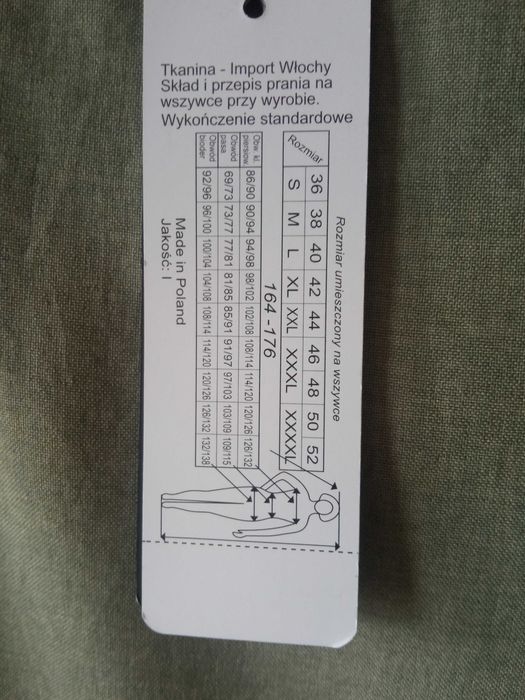 Tkanina - Import Włochy
Skład i przepis prania na
wszywce przy wyrobie.
Wykończenie standardowe
Rozmiar umieszczony na wszywce
Rozmiar 36 38 40 42 44 46 48 50 52
S M L XL XXL XXXL XXXXL
164 -176
Obw. kl. piersiow. 86/90 90/94 94/98 98/102 102/108 108/114 114/120 120/126 126/132
Obwód pasa 69/73 73/77 77/81 81/85 85/91 91/97 97/103 103/109 109/115
Obwód bioder 92/96 96/100 100/104 104/108 108/114 114/120 120/126 126/132 132/138
Made in Poland
Jakość: I